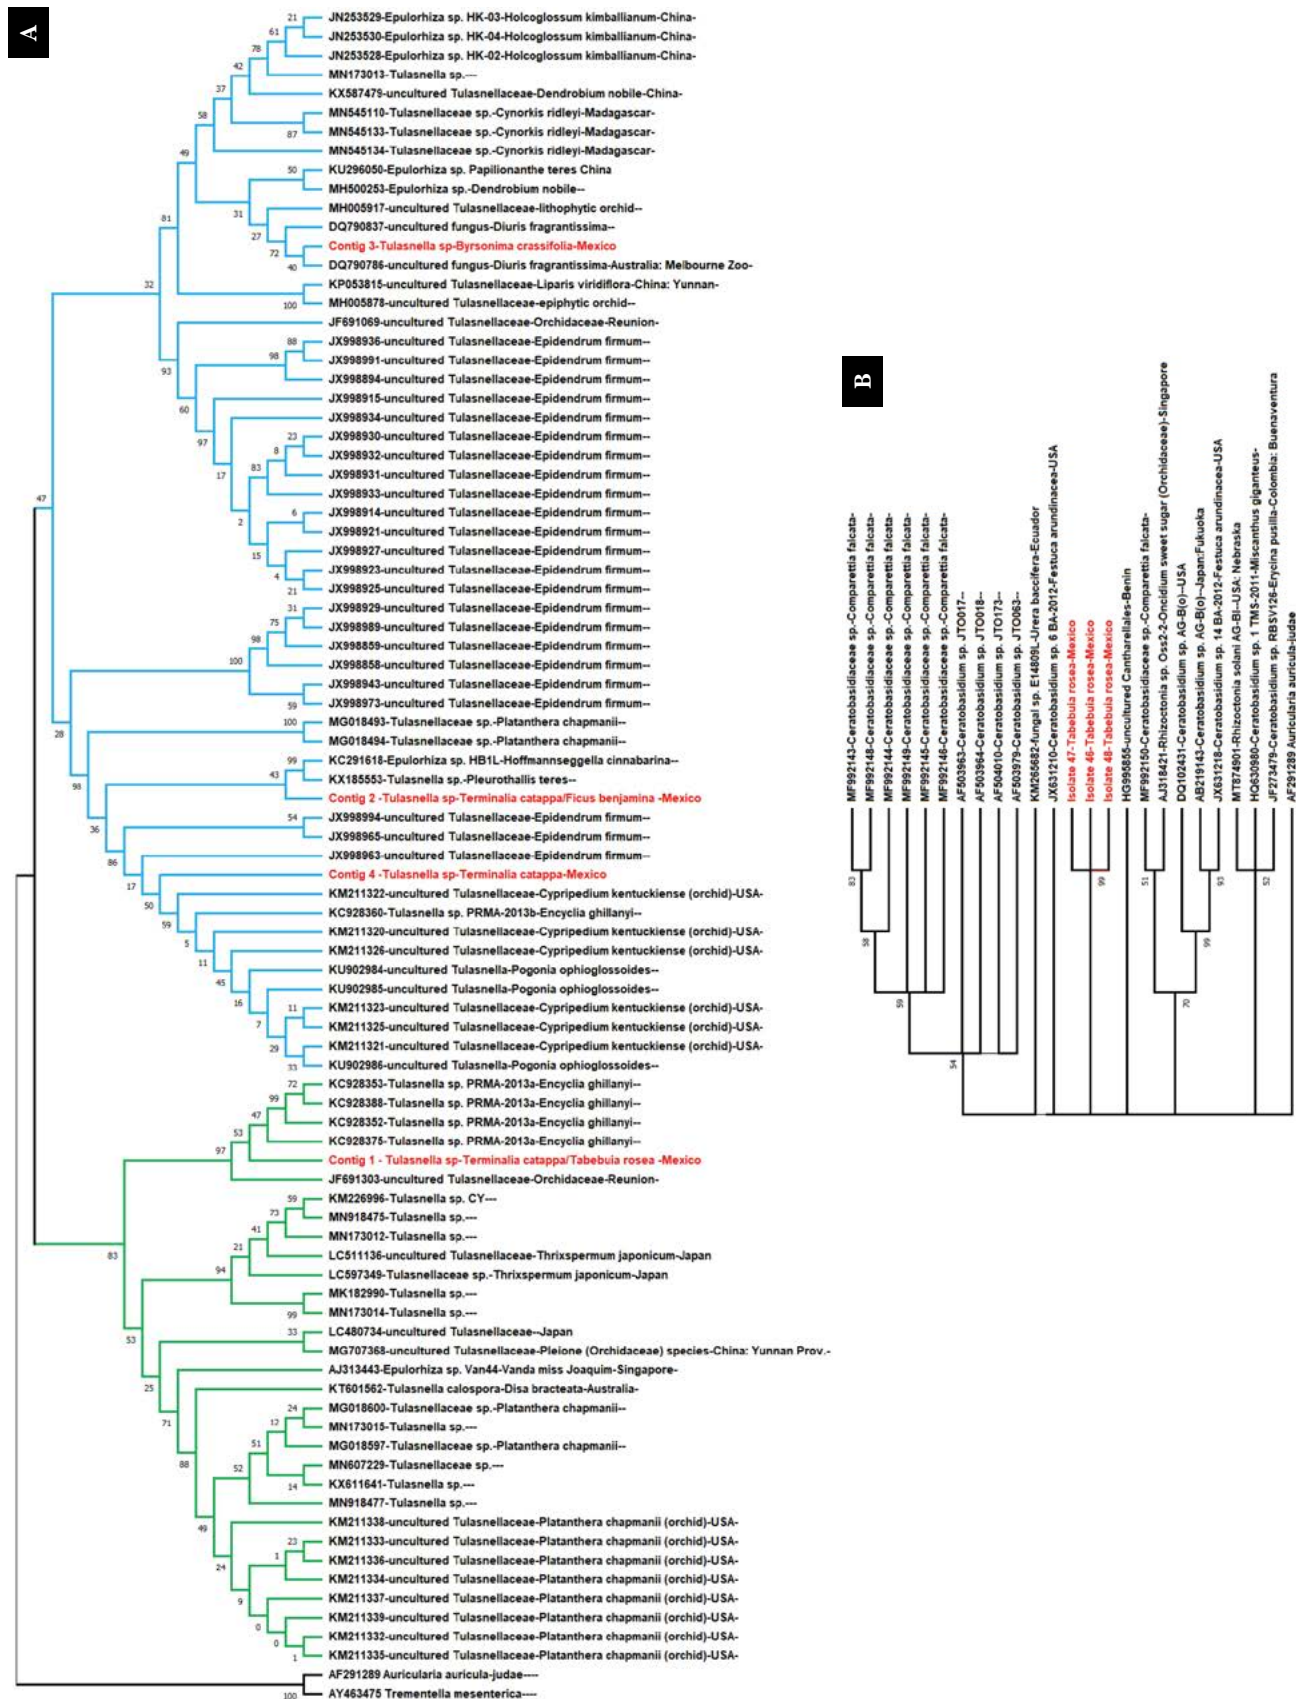 A
JN253529-Epulorhiza sp. HK-03-Holcoglossum kimballianum-China-
JN253530-Epulorhiza sp. HK-04-Holcoglossum kimballianum-China-
JN253528-Epulorhiza sp. HK-02-Holcoglossum kimballianum-China-
MN173013-Tulasnella sp.---
KX587479-uncultured Tulasnellaceae-Dendrobium nobile-China-
MN545110-Tulasnellaceae sp.-Cynorkis ridleyi-Madagascar-
MN545133-Tulasnellaceae sp.-Cynorkis ridleyi-Madagascar-
MN545134-Tulasnellaceae sp.-Cynorkis ridleyi-Madagascar-
KU296050-Epulorhiza sp. Papilionanthe teres China
MH500253-Epulorhiza sp.-Dendrobium nobile--
MH005917-uncultured Tulasnellaceae-lithophytic orchid--
DQ790837-uncultured fungus-Diuris fragrantissima--
Contig 3-Tulasnella sp-Byrsonima crassifolia-Mexico
DQ790786-uncultured fungus-Diuris fragrantissima-Australia: Melbourne Zoo-
KP053815-uncultured Tulasnellaceae-Liparis viridiflora-China: Yunnan-
MH005878-uncultured Tulasnellaceae-epiphytic orchid--
JF691069-uncultured Tulasnellaceae-Orchidaceae-Reunion-
JX998936-uncultured Tulasnellaceae-Epidendrum firmum--
JX998991-uncultured Tulasnellaceae-Epidendrum firmum--
JX998894-uncultured Tulasnellaceae-Epidendrum firmum--
JX998915-uncultured Tulasnellaceae-Epidendrum firmum--
JX998934-uncultured Tulasnellaceae-Epidendrum firmum--
JX998930-uncultured Tulasnellaceae-Epidendrum firmum--
JX998932-uncultured Tulasnellaceae-Epidendrum firmum--
JX998931-uncultured Tulasnellaceae-Epidendrum firmum--
JX998933-uncultured Tulasnellaceae-Epidendrum firmum--
JX998914-uncultured Tulasnellaceae-Epidendrum firmum--
JX998921-uncultured Tulasnellaceae-Epidendrum firmum--
JX998927-uncultured Tulasnellaceae-Epidendrum firmum--
JX998923-uncultured Tulasnellaceae-Epidendrum firmum--
JX998925-uncultured Tulasnellaceae-Epidendrum firmum--
JX998929-uncultured Tulasnellaceae-Epidendrum firmum--
JX998989-uncultured Tulasnellaceae-Epidendrum firmum--
JX998859-uncultured Tulasnellaceae-Epidendrum firmum--
JX998858-uncultured Tulasnellaceae-Epidendrum firmum--
JX998943-uncultured Tulasnellaceae-Epidendrum firmum--
JX998973-uncultured Tulasnellaceae-Epidendrum firmum--
MG018493-Tulasnellaceae sp.-Platanthera chapmanii--
MG018494-Tulasnellaceae sp.-Platanthera chapmanii--
KC291618-Epulorhiza sp. HB1L-Hoffmannseggella cinnabarina--
KX185553-Tulasnella sp.-Pleurothallis teres--
Contig 2 -Tulasnella sp-Terminalia catappa/Ficus benjamina -Mexico
JX998994-uncultured Tulasnellaceae-Epidendrum firmum--
JX998965-uncultured Tulasnellaceae-Epidendrum firmum--
JX998963-uncultured Tulasnellaceae-Epidendrum firmum--
Contig 4 -Tulasnella sp-Terminalia catappa-Mexico
KM211322-uncultured Tulasnellaceae-Cypripedium kentuckiense (orchid)-USA-
KC928360-Tulasnella sp. PRMA-2013b-Encyclia ghillanyi--
KM211320-uncultured Tulasnellaceae-Cypripedium kentuckiense (orchid)-USA-
KM211326-uncultured Tulasnellaceae-Cypripedium kentuckiense (orchid)-USA-
KU902984-uncultured Tulasnella-Pogonia ophioglossoides--
KU902985-uncultured Tulasnella-Pogonia ophioglossoides--
KM211323-uncultured Tulasnellaceae-Cypripedium kentuckiense (orchid)-USA-
KM211325-uncultured Tulasnellaceae-Cypripedium kentuckiense (orchid)-USA-
KM211321-uncultured Tulasnellaceae-Cypripedium kentuckiense (orchid)-USA-
KU902986-uncultured Tulasnella-Pogonia ophioglossoides--
KC928353-Tulasnella sp. PRMA-2013a-Encyclia ghillanyi--
KC928388-Tulasnella sp. PRMA-2013a-Encyclia ghillanyi--
KC928352-Tulasnella sp. PRMA-2013a-Encyclia ghillanyi--
KC928375-Tulasnella sp. PRMA-2013a-Encyclia ghillanyi--
Contig 1 - Tulasnella sp-Terminalia catappa/Tabebuia rosea -Mexico
JF691303-uncultured Tulasnellaceae-Orchidaceae-Reunion-
KM226996-Tulasnella sp. CY---
MN918475-Tulasnella sp.---
MN173012-Tulasnella sp.---
LC511136-uncultured Tulasnellaceae-Thrixspermum japonicum-Japan
LC597349-Tulasnellaceae sp.-Thrixspermum japonicum-Japan
MK182990-Tulasnella sp.---
MN173014-Tulasnella sp.---
LC480734-uncultured Tulasnellaceae--Japan
MG707368-uncultured Tulasnellaceae-Pleione (Orchidaceae) species-China: Yunnan Prov.-
AJ313443-Epulorhiza sp. Van44-Vanda miss Joaquim-Singapore-
KT601562-Tulasnella calospora-Disa bracteata-Australia-
MG018600-Tulasnellaceae sp.-Platanthera chapmanii--
MN173015-Tulasnella sp.---
MG018597-Tulasnellaceae sp.-Platanthera chapmanii--
MN607229-Tulasnellaceae sp.---
KX611641-Tulasnella sp.---
MN918477-Tulasnella sp.---
KM211338-uncultured Tulasnellaceae-Platanthera chapmanii (orchid)-USA-
KM211333-uncultured Tulasnellaceae-Platanthera chapmanii (orchid)-USA-
KM211336-uncultured Tulasnellaceae-Platanthera chapmanii (orchid)-USA-
KM211334-uncultured Tulasnellaceae-Platanthera chapmanii (orchid)-USA-
KM211337-uncultured Tulasnellaceae-Platanthera chapmanii (orchid)-USA-
KM211339-uncultured Tulasnellaceae-Platanthera chapmanii (orchid)-USA-
KM211332-uncultured Tulasnellaceae-Platanthera chapmanii (orchid)-USA-
KM211335-uncultured Tulasnellaceae-Platanthera chapmanii (orchid)-USA-
AF291289 Auricularia auricula-judae----
AY463475 Trementella mesenterica----
B
MF992143-Ceratobasidiaceae sp.-Comparettia falcata-
MF992148-Ceratobasidiaceae sp.-Comparettia falcata-
MF992144-Ceratobasidiaceae sp.-Comparettia falcata-
MF992149-Ceratobasidiaceae sp.-Comparettia falcata-
MF992145-Ceratobasidiaceae sp.-Comparettia falcata-
MF992146-Ceratobasidiaceae sp.-Comparettia falcata-
AF503963-Ceratobasidium sp. JTO017--
AF503964-Ceratobasidium sp. JTO018--
AF504010-Ceratobasidium sp. JTO173--
AF503979-Ceratobasidium sp. JTO063--
KM265682-fungal sp. E14809L-Urera baccifera-Ecuador
JX631210-Ceratobasidium sp. 6 BA-2012-Festuca arundinacea-USA
Isolate 47-Tabebuia rosea-Mexico
Isolate 46-Tabebuia rosea-Mexico
Isolate 48-Tabebuia rosea-Mexico
HG995855-uncultured Cantharellales-Benin
MF992150-Ceratobasidiaceae sp.-Comparettia falcata-
AJ318421-Rhizoctonia sp. Oss2-2-Oncidium sweet sugar (Orchidaceae)-Singapore
DQ102431-Ceratobasidium sp. AG-B(o)--USA
AB219143-Ceratobasidium sp. AG-B(o)--Japan:Fukuoka
JX631218-Ceratobasidium sp. 14 BA-2012-Festuca arundinacea-USA
MT874901-Rhizoctonia solani AG-BI--USA: Nebraska
HQ630980-Ceratobasidium sp. 1 TMS-2011-Miscanthus giganteus-
JF273479-Ceratobasidium sp. RBSV126-Erycina pusilla-Colombia: Buenaventura
AF291289 Auricularia auricula-judae